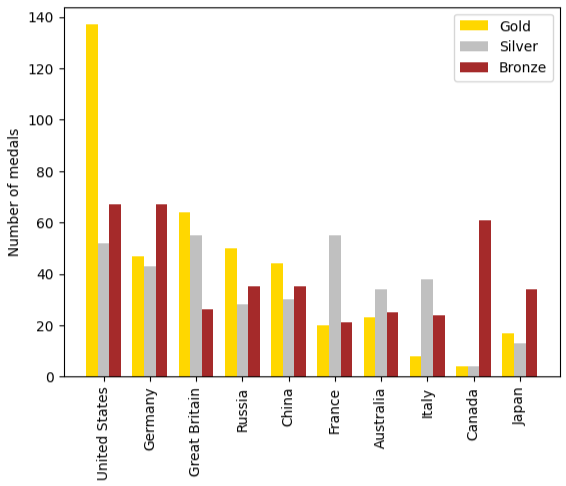 Gold
Silver
Bronze
Number of medals
140
120
100
80
60
40
20
0
United States
Germany
Great Britain
Russia
China
France
Australia
Italy
Canada
Japan